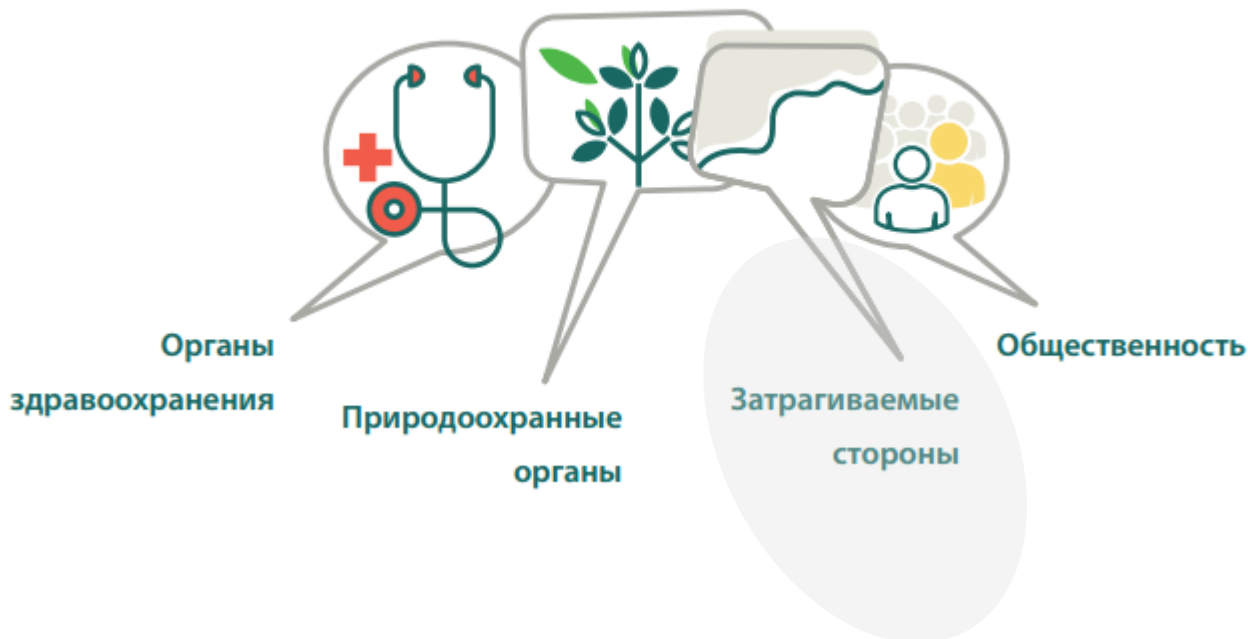 Органы
здравоохранения
Природоохранные
органы
Затрагиваемые
стороны
Общественность